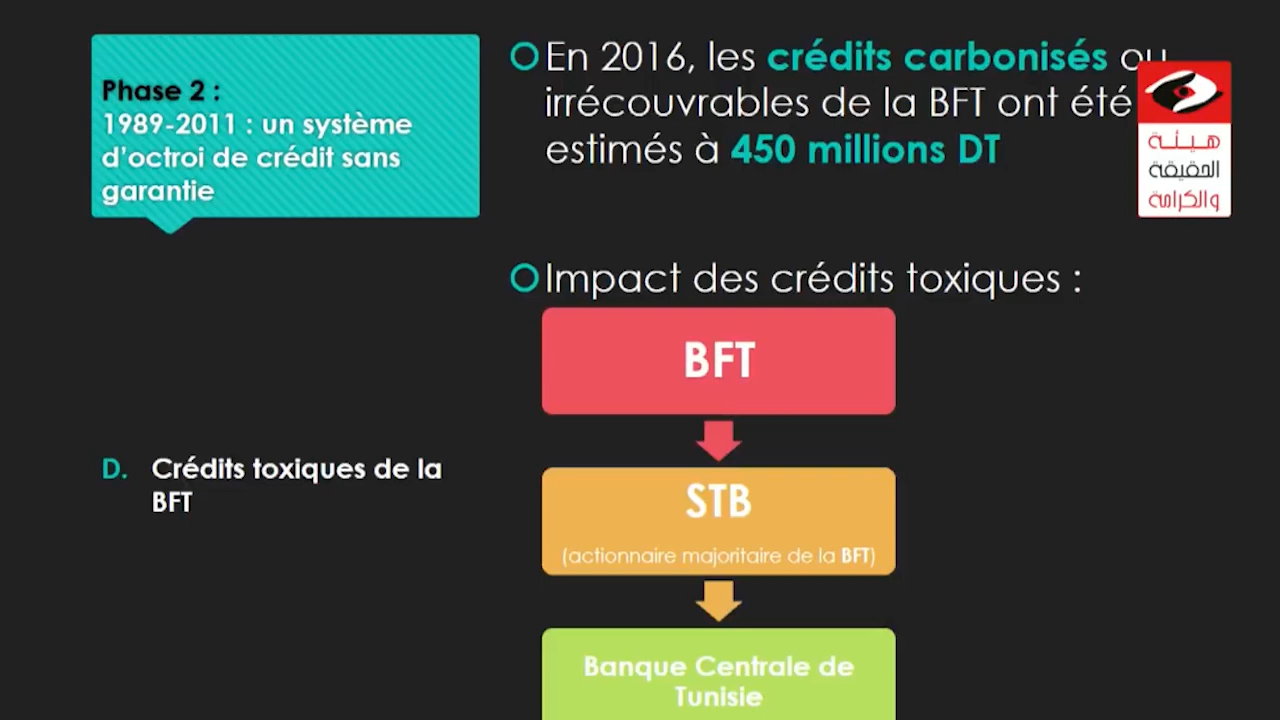 Phase 2 :
1989-2011 : un système
d'octroi de crédit sans
garantie
En 2016, les crédits carbonisés ou
irrécouvrables de la BFT ont été
estimés à 450 millions DT
هيئة
الحقيقة
والكرامة
Impact des crédits toxiques :
BFT
STB
(actionnaire majoritaire de la BFT)
Banque Centrale de
Tunisie
D. Crédits toxiques de la
BFT